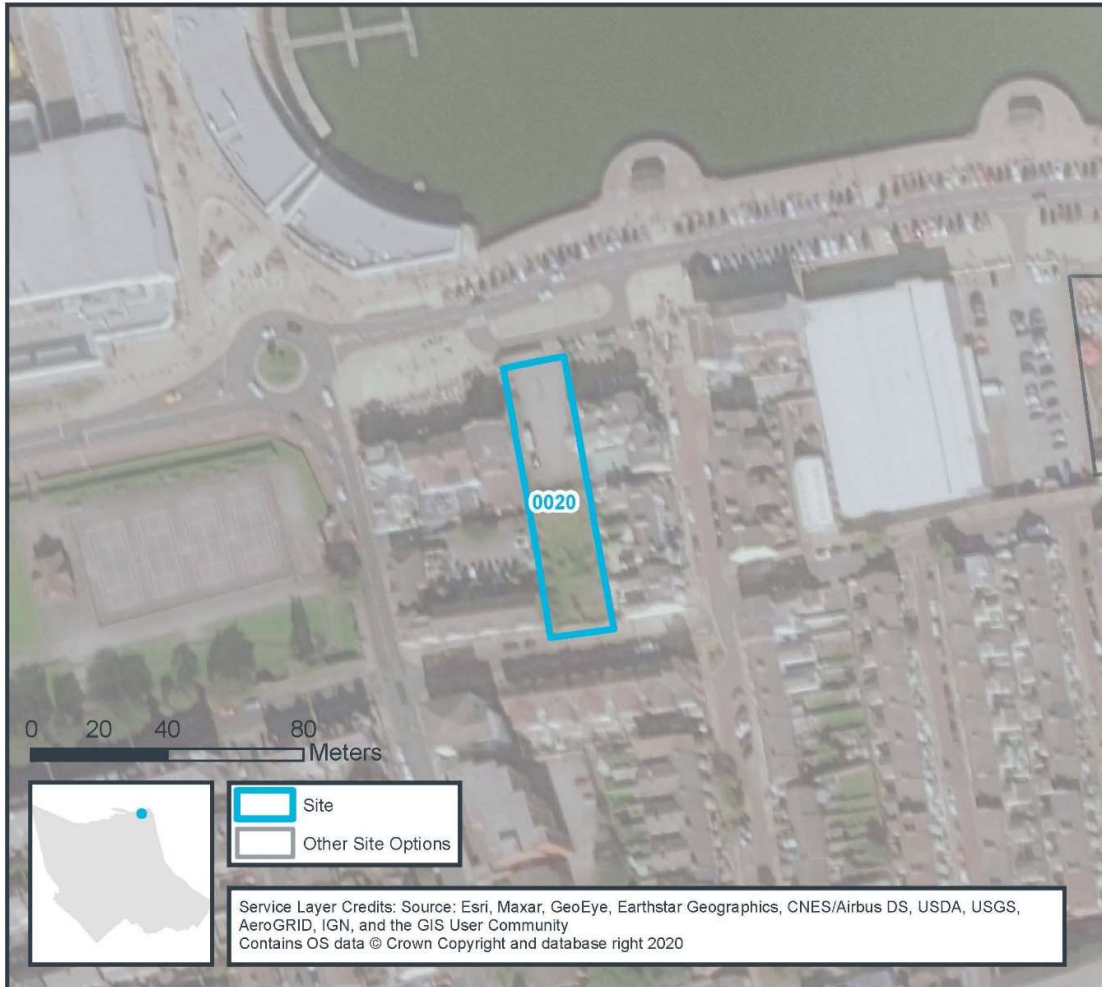 0020
0 20 40 80
Meters
Site
Other Site Options
Service Layer Credits: Source: Esri, Maxar, GeoEye, Earthstar Geographics, CNES/Airbus DS, USDA, USGS,
AeroGRID, IGN, and the GIS User Community
Contains OS data © Crown Copyright and database right 2020